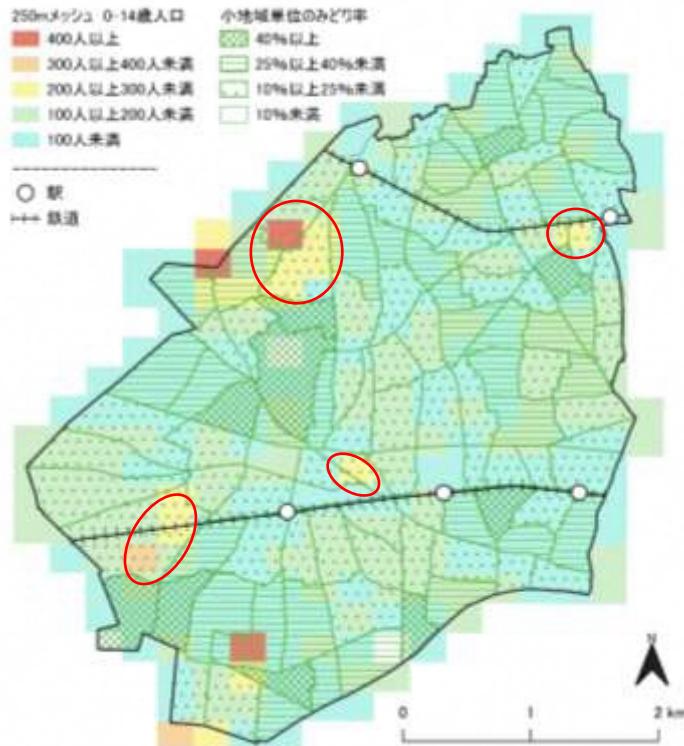 250mメッシュ 0-14歳人口
400人以上
300人以上400人未満
200人以上300人未満
100人以上200人未満
100人未満
小地域単位のみどり率
40%以上
25%以上40%未満
10%以上25%未満
10%未満
駅
鉄道
N
0 1 2 km